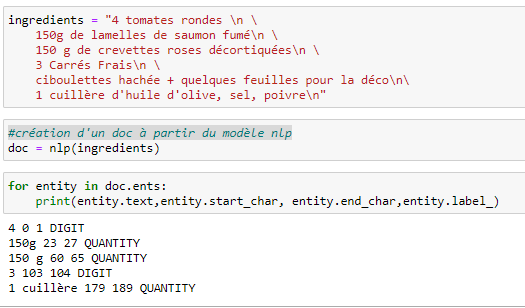 ingredients = "4 tomates rondes \n \
    150g de lamelles de saumon fumé\n \
    150 g de crevettes roses décortiquées\n \
    3 Carrés Frais\n \
    ciboulettes hachée + quelques feuilles pour la déco\n\
    1 cuillère d'huile d'olive, sel, poivre\n"
#création d'un doc à partir du modèle nlp
doc = nlp(ingredients)
for entity in doc.ents:
    print(entity.text,entity.start_char, entity.end_char,entity.label_)
4 0 1 DIGIT
150g 23 27 QUANTITY
150 g 60 65 QUANTITY
3 103 104 DIGIT
1 cuillère 179 189 QUANTITY